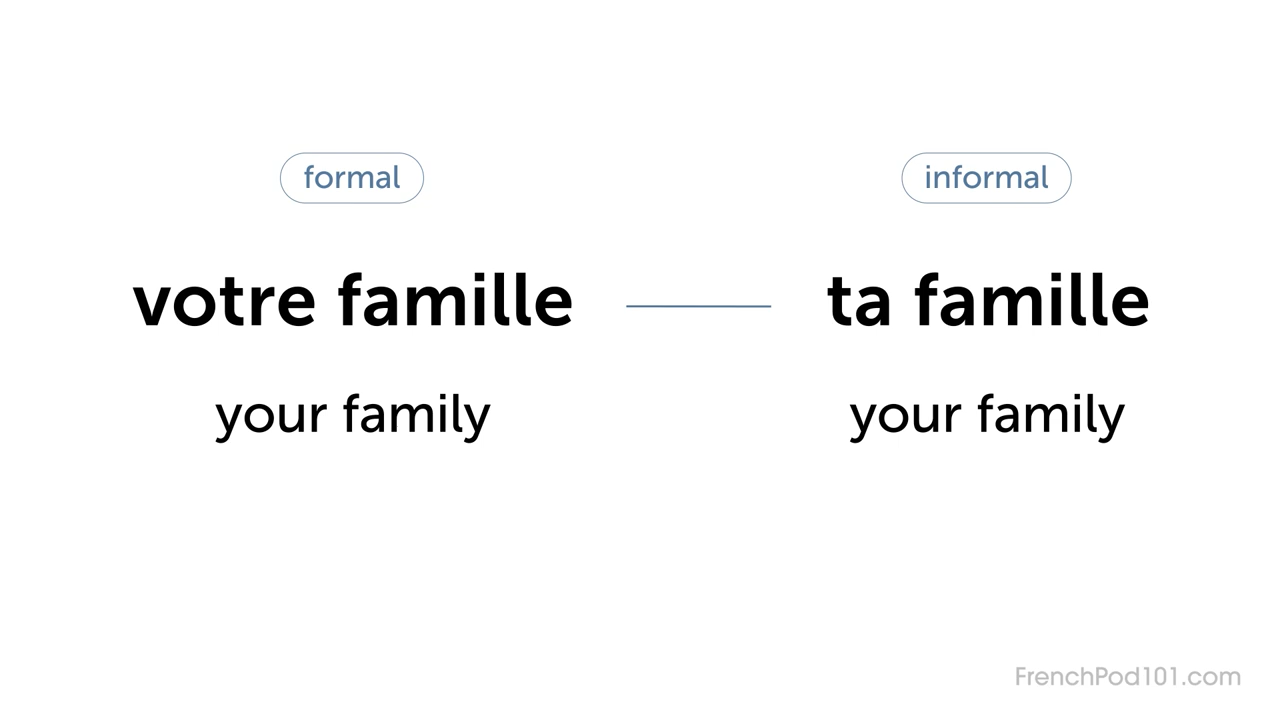 formal
informal
votre famille
ta famille
your family
your family
FrenchPod101.com